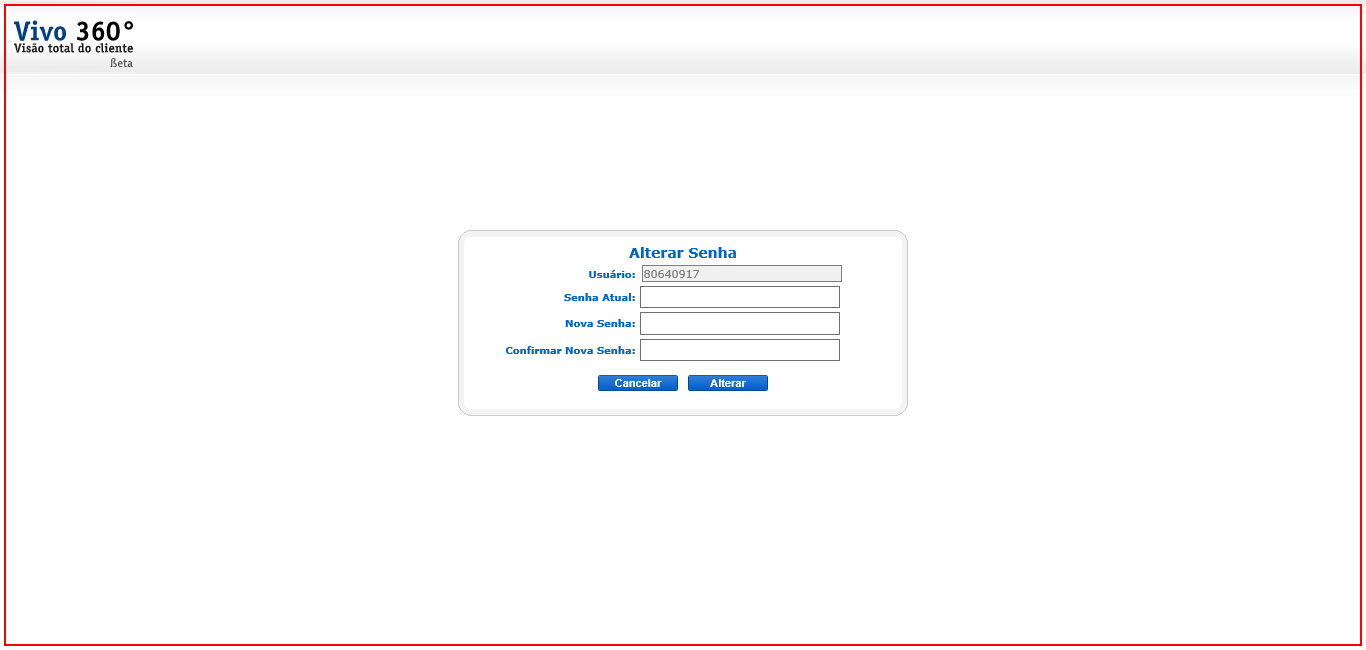 Vivo 360°
Visão total do cliente
ßeta
Alterar Senha
Usuário: 80640917
Senha Atual:
Nova Senha:
Confirmar Nova Senha:
Cancelar Alterar